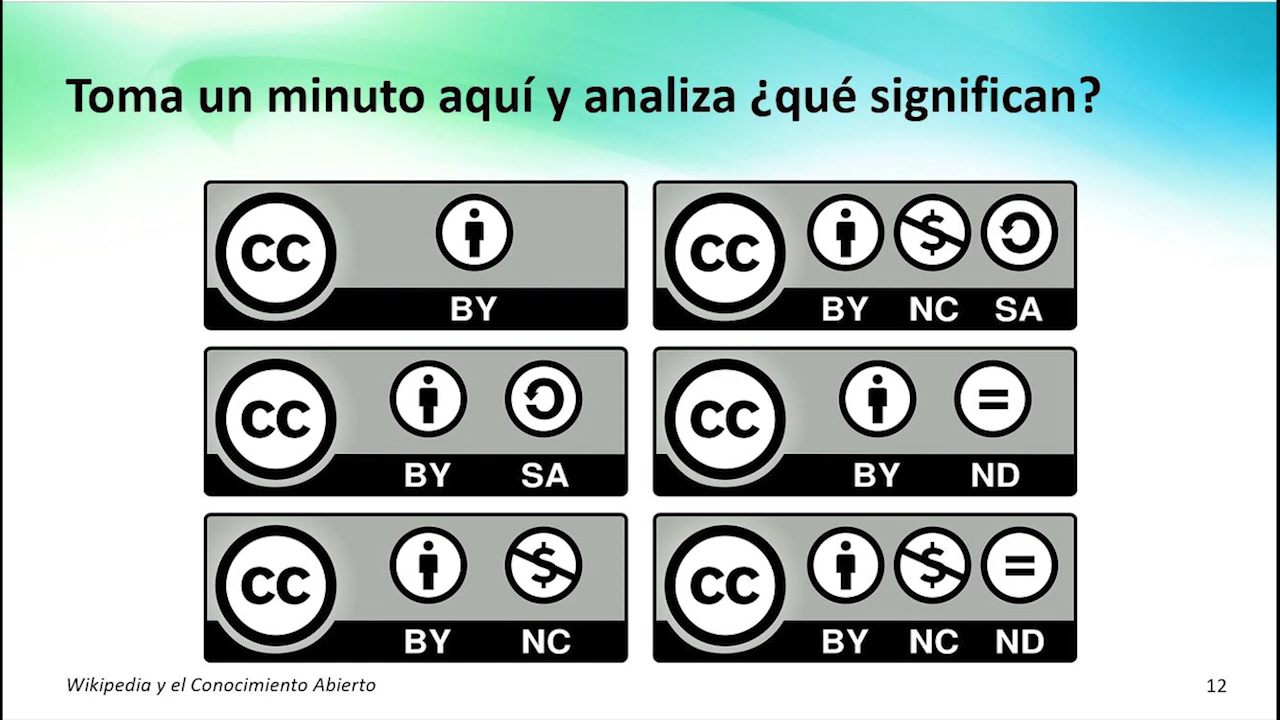 Toma un minuto aquí y analiza ¿qué significan?
CC BY
CC $ BY NC SA
CC BY SA
CC = BY ND
CC $ BY NC
CC $ = BY NC ND
Wikipedia y el Conocimiento Abierto
12